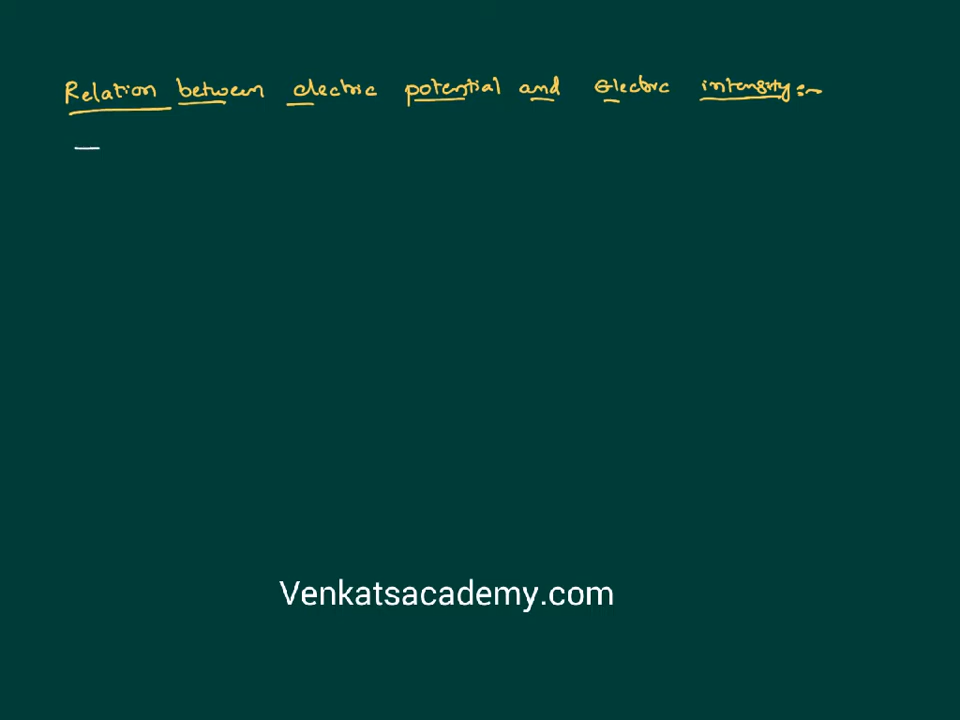 Relation between electric potential and Electric intensity:-
Venkatsacademy.com